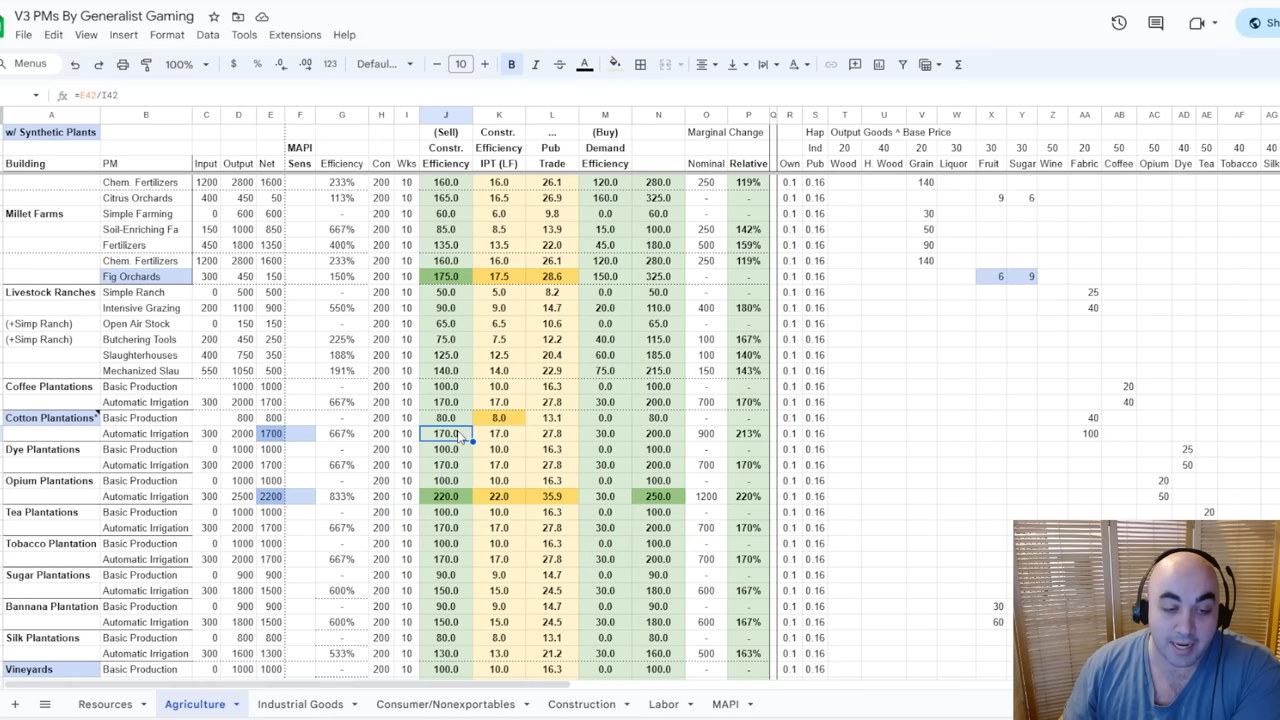 V3 PMs By Generalist Gaming
File Edit View Insert Format Data Tools Extensions Help
Sh
Menus 100% $ % .0 .00 123 Defaul... 10 B I A Σ
fx =E42/I42
A B C D E F G H I J K L M N O P Q R S T U V W X Y Z AA AB AC AD AE AF AG
w/ Synthetic Plants (Sell) Constr. ... (Buy) Marginal Change Hap Output Goods ^ Base Price
MAPI Constr. Efficiency Pub Demand Ind 20 20 20 30 30 30 50 20 50 50 40 50 40 40
Building PM Input Output Net Sens Efficiency Con Wks Efficiency IPT (LF) Trade Efficiency Nominal Relative Own Pub Wood H. Wood Grain Liquor Fruit Sugar Wine Fabric Coffee Opium Dye Tea Tobacco Silk
Chem. Fertilizers 1200 2800 1600 233% 200 10 160.0 16.0 26.1 120.0 280.0 250 119% 0.1 0.16 140
Citrus Orchards 400 450 50 113% 200 10 165.0 16.5 26.9 160.0 325.0 - - 0.1 0.16 9 6
Millet Farms Simple Farming 0 600 600 - 200 10 60.0 6.0 9.8 0.0 60.0 - - 0.1 0.16 30
Soil-Enriching Fa 150 1000 850 667% 200 10 85.0 8.5 13.9 15.0 100.0 250 142% 0.1 0.16 50
Fertilizers 450 1800 1350 400% 200 10 135.0 13.5 22.0 45.0 180.0 500 159% 0.1 0.16 90
Chem. Fertilizers 1200 2800 1600 233% 200 10 160.0 16.0 26.1 120.0 280.0 250 119% 0.1 0.16 140
Fig Orchards 300 450 150 150% 200 10 175.0 17.5 28.6 150.0 325.0 - - 0.1 0.16 6 9
Livestock Ranches Simple Ranch 0 500 500 - 200 10 50.0 5.0 8.2 0.0 50.0 - - 0.1 0.16 25
Intensive Grazing 200 1100 900 550% 200 10 90.0 9.0 14.7 20.0 110.0 400 180% 0.1 0.16 40
(+Simp Ranch) Open Air Stock 0 150 150 - 200 10 65.0 6.5 10.6 0.0 65.0 - - 0.1 0.16
(+Simp Ranch) Butchering Tools 200 450 250 225% 200 10 75.0 7.5 12.2 40.0 115.0 100 167% 0.1 0.16
Slaughterhouses 400 750 350 188% 200 10 125.0 12.5 20.4 60.0 185.0 100 140% 0.1 0.16
Mechanized Slau 550 1050 500 191% 200 10 140.0 14.0 22.9 75.0 215.0 150 143% 0.1 0.16
Coffee Plantations Basic Production 1000 1000 - 200 10 100.0 10.0 16.3 0.0 100.0 - - 0.1 0.16 20
Automatic Irrigation 300 2000 1700 667% 200 10 170.0 17.0 27.8 30.0 200.0 700 170% 0.1 0.16 40
Cotton Plantations* Basic Production 800 800 - 200 10 80.0 8.0 13.1 0.0 80.0 - - 0.1 0.16 40
Automatic Irrigation 300 2000 1700 667% 200 10 170.0 17.0 27.8 30.0 200.0 900 213% 0.1 0.16 100
Dye Plantations Basic Production 0 1000 1000 - 200 10 100.0 10.0 16.3 0.0 100.0 - - 0.1 0.16 25
Automatic Irrigation 300 2000 1700 667% 200 10 170.0 17.0 27.8 30.0 200.0 700 170% 0.1 0.16 50
Opium Plantations Basic Production 0 1000 1000 - 200 10 100.0 10.0 16.3 0.0 100.0 - - 0.1 0.16 20
Automatic Irrigation 300 2500 2200 833% 200 10 220.0 22.0 35.9 30.0 250.0 1200 220% 0.1 0.16 50
Tea Plantations Basic Production 0 1000 1000 - 200 10 100.0 10.0 16.3 0.0 100.0 - - 0.1 0.16 20
Automatic Irrigation 300 2000 1700 667% 200 10 170.0 17.0 27.8 30.0 200.0 700 170% 0.1 0.16
Tobacco Plantation Basic Production 0 1000 1000 - 200 10 100.0 10.0 16.3 0.0 100.0 - - 0.1 0.16
Automatic Irrigation 300 2000 1700 667% 200 10 170.0 17.0 27.8 30.0 200.0 700 170% 0.1 0.16
Sugar Plantations Basic Production 0 900 900 - 200 10 90.0 9.0 14.7 0.0 90.0 - - 0.1 0.16
Automatic Irrigation 300 1800 1500 600% 200 10 150.0 15.0 24.5 30.0 180.0 600 167% 0.1 0.16
Bannana Plantation Basic Production 0 900 900 - 200 10 90.0 9.0 14.7 0.0 90.0 - - 0.1 0.16 30
Automatic Irrigation 300 1800 1500 600% 200 10 150.0 15.0 24.5 30.0 180.0 600 167% 0.1 0.16 60
Silk Plantations Basic Production 0 800 800 - 200 10 80.0 8.0 13.1 0.0 80.0 - - 0.1 0.16
Automatic Irrigation 300 1600 1300 533% 200 10 130.0 13.0 21.2 30.0 160.0 500 163% 0.1 0.16
Vineyards Basic Production 0 1000 1000 - 200 10 100.0 10.0 16.3 0.0 100.0 - - 0.1 0.16
Resources Agriculture Industrial Goods Consumer/Nonexportables Construction Labor MAPI